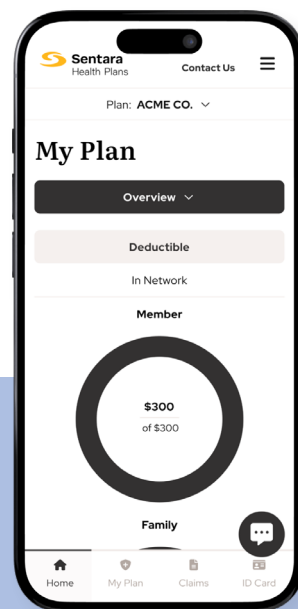 Sentara
Health Plans
Contact Us
Plan: ACME CO.
My Plan
Overview
Deductible
In Network
Member
$300
of $300
Family
Home
My Plan
Claims
ID Card